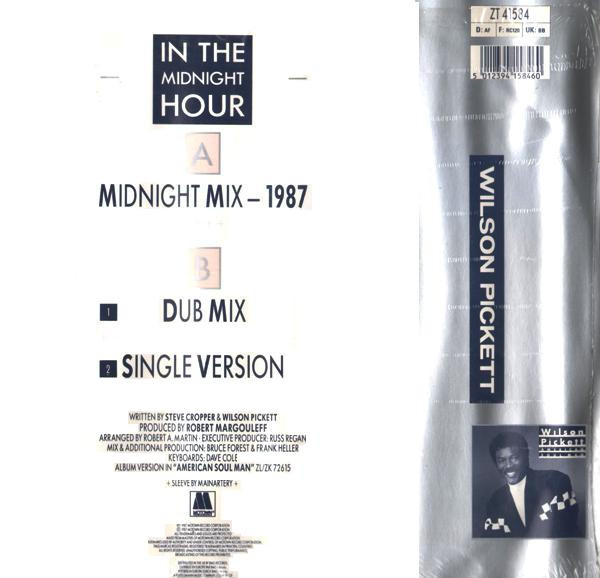 IN THE
MIDNIGHT
HOUR
A
MIDNIGHT MIX – 1987
B
1 DUB MIX
2 SINGLE VERSION
WRITTEN BY STEVE CROPPER & WILSON PICKETT
PRODUCED BY ROBERT MARGOULEFF
ARRANGED BY ROBERT A. MARTIN · EXECUTIVE PRODUCER: RUSS REGAN
MIX & ADDITIONAL PRODUCTION: BRUCE FOREST & FRANK HELLER
KEYBOARDS: DAVE COLE
ALBUM VERSION IN "AMERICAN SOUL MAN" ZL/ZK 72615
+ SLEEVE BY MAINARTERY +
ZT 41584
D: AF F: RC120 UK: BB
5 012394 158460
WILSON PICKETT
Wilson
Pickett